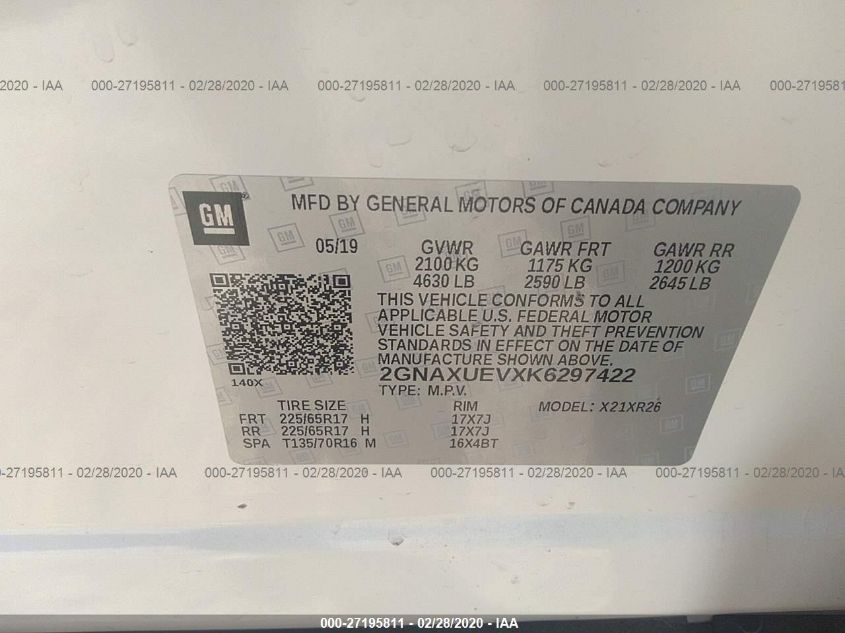 2020 - IAA 000-27195811 - 02/28/2020 - IAA 000-27195811 - 02/28/2020 - IAA 000-27195811 - 02/28/2020 - IAA 000-27195811
GM ® MFD BY GENERAL MOTORS OF CANADA COMPANY
05/19 GVWR GAWR FRT GAWR RR
2100 KG 1175 KG 1200 KG
4630 LB 2590 LB 2645 LB
THIS VEHICLE CONFORMS TO ALL
APPLICABLE U.S. FEDERAL MOTOR
VEHICLE SAFETY AND THEFT PREVENTION
STANDARDS IN EFFECT ON THE DATE OF
MANUFACTURE SHOWN ABOVE.
140X 2GNAXUEVXK6297422
TYPE: M.P.V.
TIRE SIZE RIM MODEL: X21XR26
FRT 225/65R17 H 17X7J
RR 225/65R17 H 17X7J
SPA T135/70R16 M 16X4BT
000-27195811 - 02/28/2020 - IAA 000-27195811 - 02/28/2020 - IAA 000-27195811 - 02/28/2020 - IAA 000-27195811 - 02/28/2020 - IAA
000-27195811 - 02/28/2020 - IAA